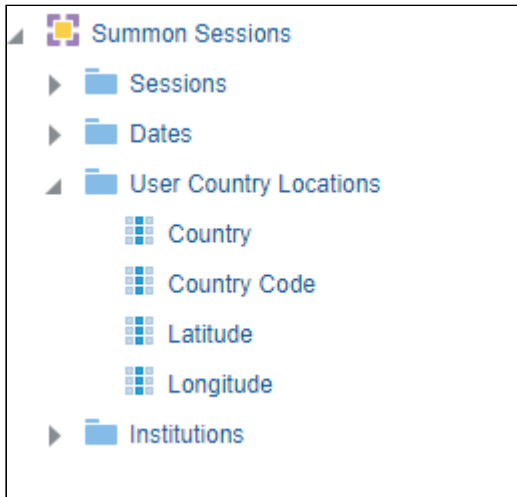 Summon Sessions
Sessions
Dates
User Country Locations
Country
Country Code
Latitude
Longitude
Institutions